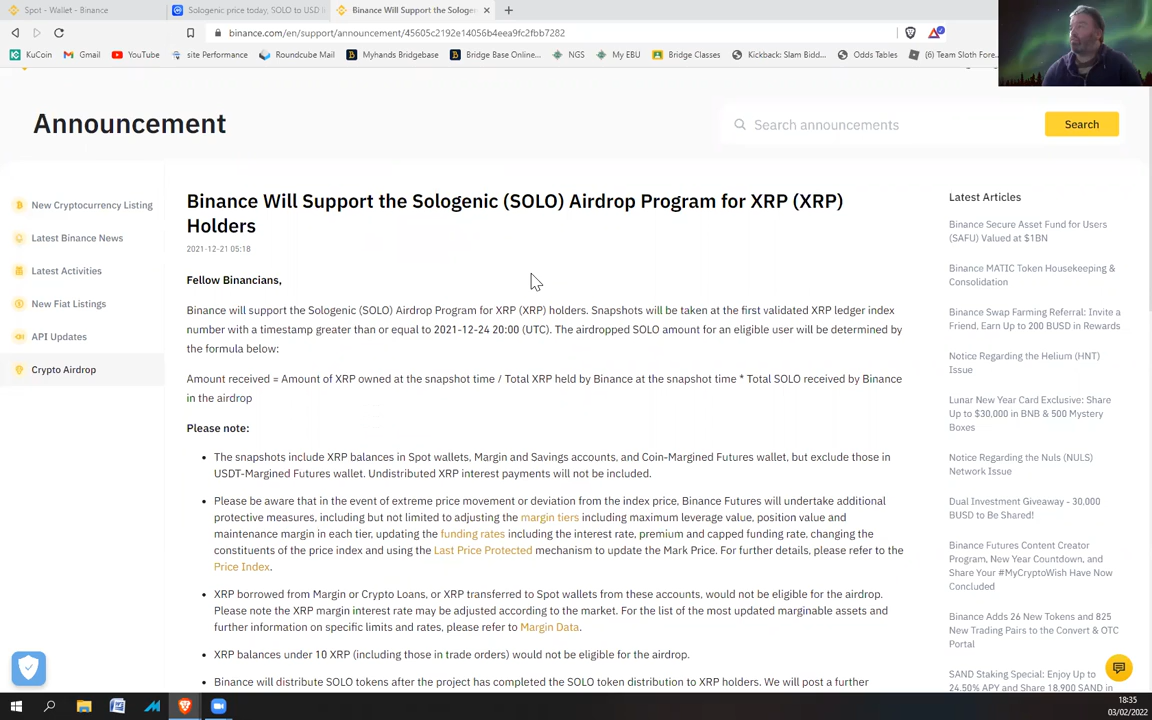 Spot - Wallet - Binance
Sologenic price today, SOLO to USD l
Binance Will Support the Sologen
binance.com/en/support/announcement/45605c2192e14056b4eea9fc2fbb7282
KuCoin
Gmail
YouTube
site Performance
Roundcube Mail
Myhands Bridgebase
Bridge Base Online...
NGS
My EBU
Bridge Classes
Kickback: Slam Bidd...
Odds Tables
(6) Team Sloth Fore...
Announcement
Search announcements
Search
New Cryptocurrency Listing
Latest Binance News
Latest Activities
New Fiat Listings
API Updates
Crypto Airdrop
Binance Will Support the Sologenic (SOLO) Airdrop Program for XRP (XRP)
Holders
2021-12-21 05:18
Fellow Binancians,
Binance will support the Sologenic (SOLO) Airdrop Program for XRP (XRP) holders. Snapshots will be taken at the first validated XRP ledger index
number with a timestamp greater than or equal to 2021-12-24 20:00 (UTC). The airdropped SOLO amount for an eligible user will be determined by
the formula below:
Amount received = Amount of XRP owned at the snapshot time / Total XRP held by Binance at the snapshot time * Total SOLO received by Binance
in the airdrop
Please note:
• The snapshots include XRP balances in Spot wallets, Margin and Savings accounts, and Coin-Margined Futures wallet, but exclude those in
USDT-Margined Futures wallet. Undistributed XRP interest payments will not be included.
• Please be aware that in the event of extreme price movement or deviation from the index price, Binance Futures will undertake additional
protective measures, including but not limited to adjusting the margin tiers including maximum leverage value, position value and
maintenance margin in each tier, updating the funding rates including the interest rate, premium and capped funding rate, changing the
constituents of the price index and using the Last Price Protected mechanism to update the Mark Price. For further details, please refer to the
Price Index.
• XRP borrowed from Margin or Crypto Loans, or XRP transferred to Spot wallets from these accounts, would not be eligible for the airdrop.
Please note the XRP margin interest rate may be adjusted according to the market. For the list of the most updated marginable assets and
further information on specific limits and rates, please refer to Margin Data.
• XRP balances under 10 XRP (including those in trade orders) would not be eligible for the airdrop.
• Binance will distribute SOLO tokens after the project has completed the SOLO token distribution to XRP holders. We will post a further
Latest Articles
Binance Secure Asset Fund for Users
(SAFU) Valued at $1BN
Binance MATIC Token Housekeeping &
Consolidation
Binance Swap Farming Referral: Invite a
Friend, Earn Up to 200 BUSD in Rewards
Notice Regarding the Helium (HNT)
Issue
Lunar New Year Card Exclusive: Share
Up to $30,000 in BNB & 500 Mystery
Boxes
Notice Regarding the Nuls (NULS)
Network Issue
Dual Investment Giveaway - 30,000
BUSD to Be Shared!
Binance Futures Content Creator
Program, New Year Countdown, and
Share Your #MyCryptoWish Have Now
Concluded
Binance Adds 26 New Tokens and 825
New Trading Pairs to the Convert & OTC
Portal
SAND Staking Special: Enjoy Up to
24.50% APY and Share 18,900 SAND in
18:35
03/02/2022